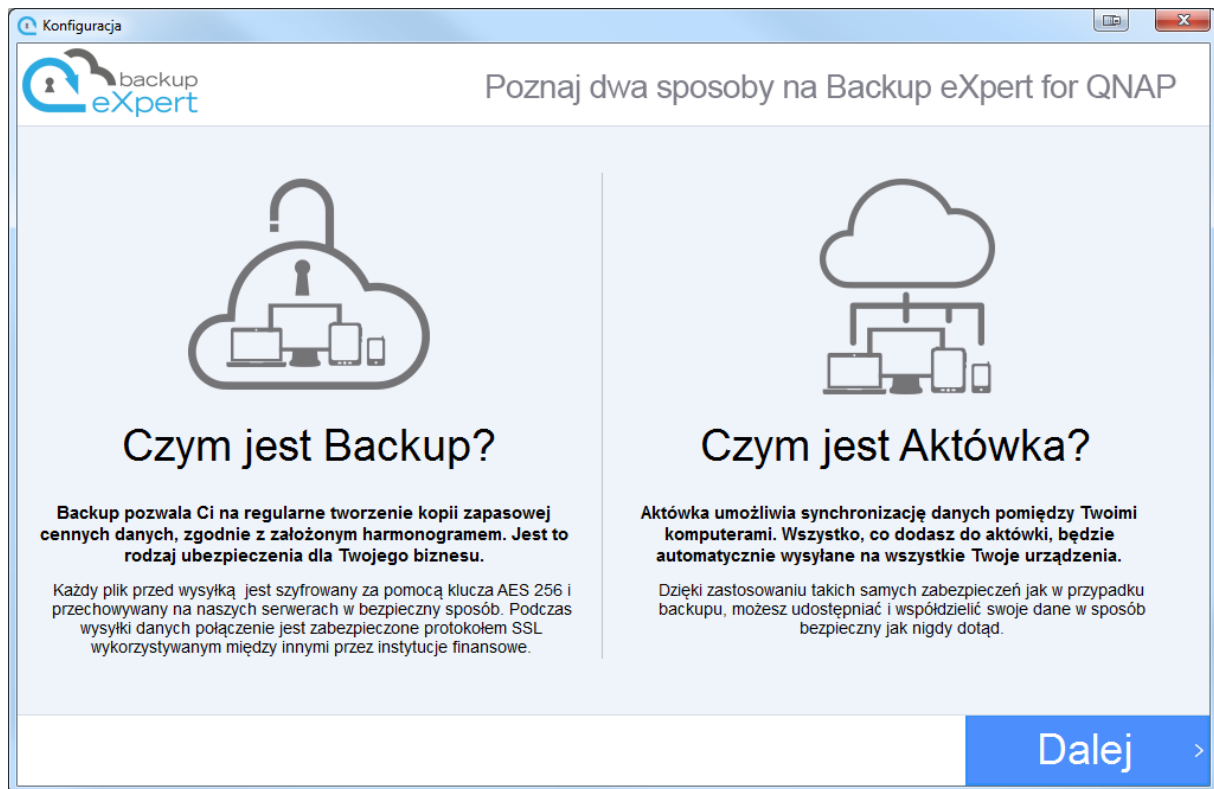 Konfiguracja
backup
eXpert
Poznaj dwa sposoby na Backup eXpert for QNAP
Czym jest Backup?
Backup pozwala Ci na regularne tworzenie kopii zapasowej
cennych danych, zgodnie z założonym harmonogramem. Jest to
rodzaj ubezpieczenia dla Twojego biznesu.
Każdy plik przed wysyłką  jest szyfrowany za pomocą klucza AES 256 i
przechowywany na naszych serwerach w bezpieczny sposób. Podczas
wysyłki danych połączenie jest zabezpieczone protokołem SSL
wykorzystywanym między innymi przez instytucje finansowe.
Czym jest Aktówka?
Aktówka umożliwia synchronizację danych pomiędzy Twoimi
komputerami. Wszystko, co dodasz do aktówki, będzie
automatycznie wysyłane na wszystkie Twoje urządzenia.
Dzięki zastosowaniu takich samych zabezpieczeń jak w przypadku
backupu, możesz udostępniać i współdzielić swoje dane w sposób
bezpieczny jak nigdy dotąd.
Dalej